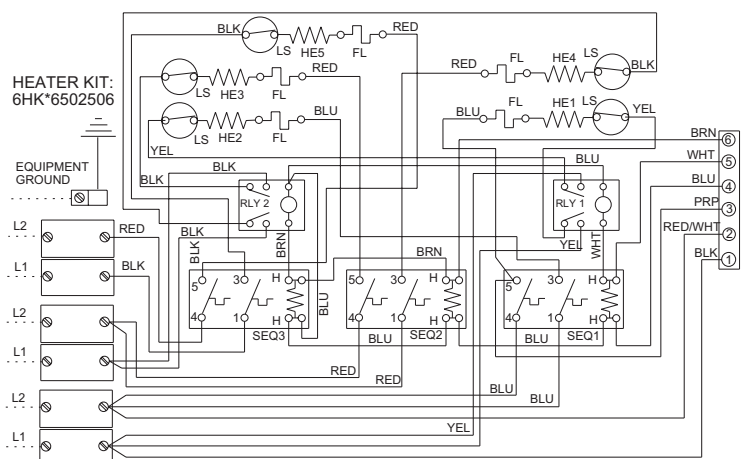 BLK
LS
HE5
FL
RED
HEATER KIT:
6HK*6502506
BLK
LS
HE3
FL
RED
RED
FL
HE4
LS
BLK
LS
HE2
FL
BLU
BLU
FL
HE1
LS
YEL
YEL
EQUIPMENT
GROUND
BLK
BLK
RLY 2
BLU
RLY 1
BRN
6
WHT
5
BLU
4
PRP
3
RED/WHT
2
BLK
1
L2
RED
L1
BLK
L2
L1
L2
L1
BLK
BRN
BLU
BRN
YEL
WHT
5
3
H
4
1
H
SEQ3
5
3
H
4
1
H
SEQ2
5
3
H
4
1
H
SEQ1
BLU
BLU
RED
RED
BLU
BLU
YEL